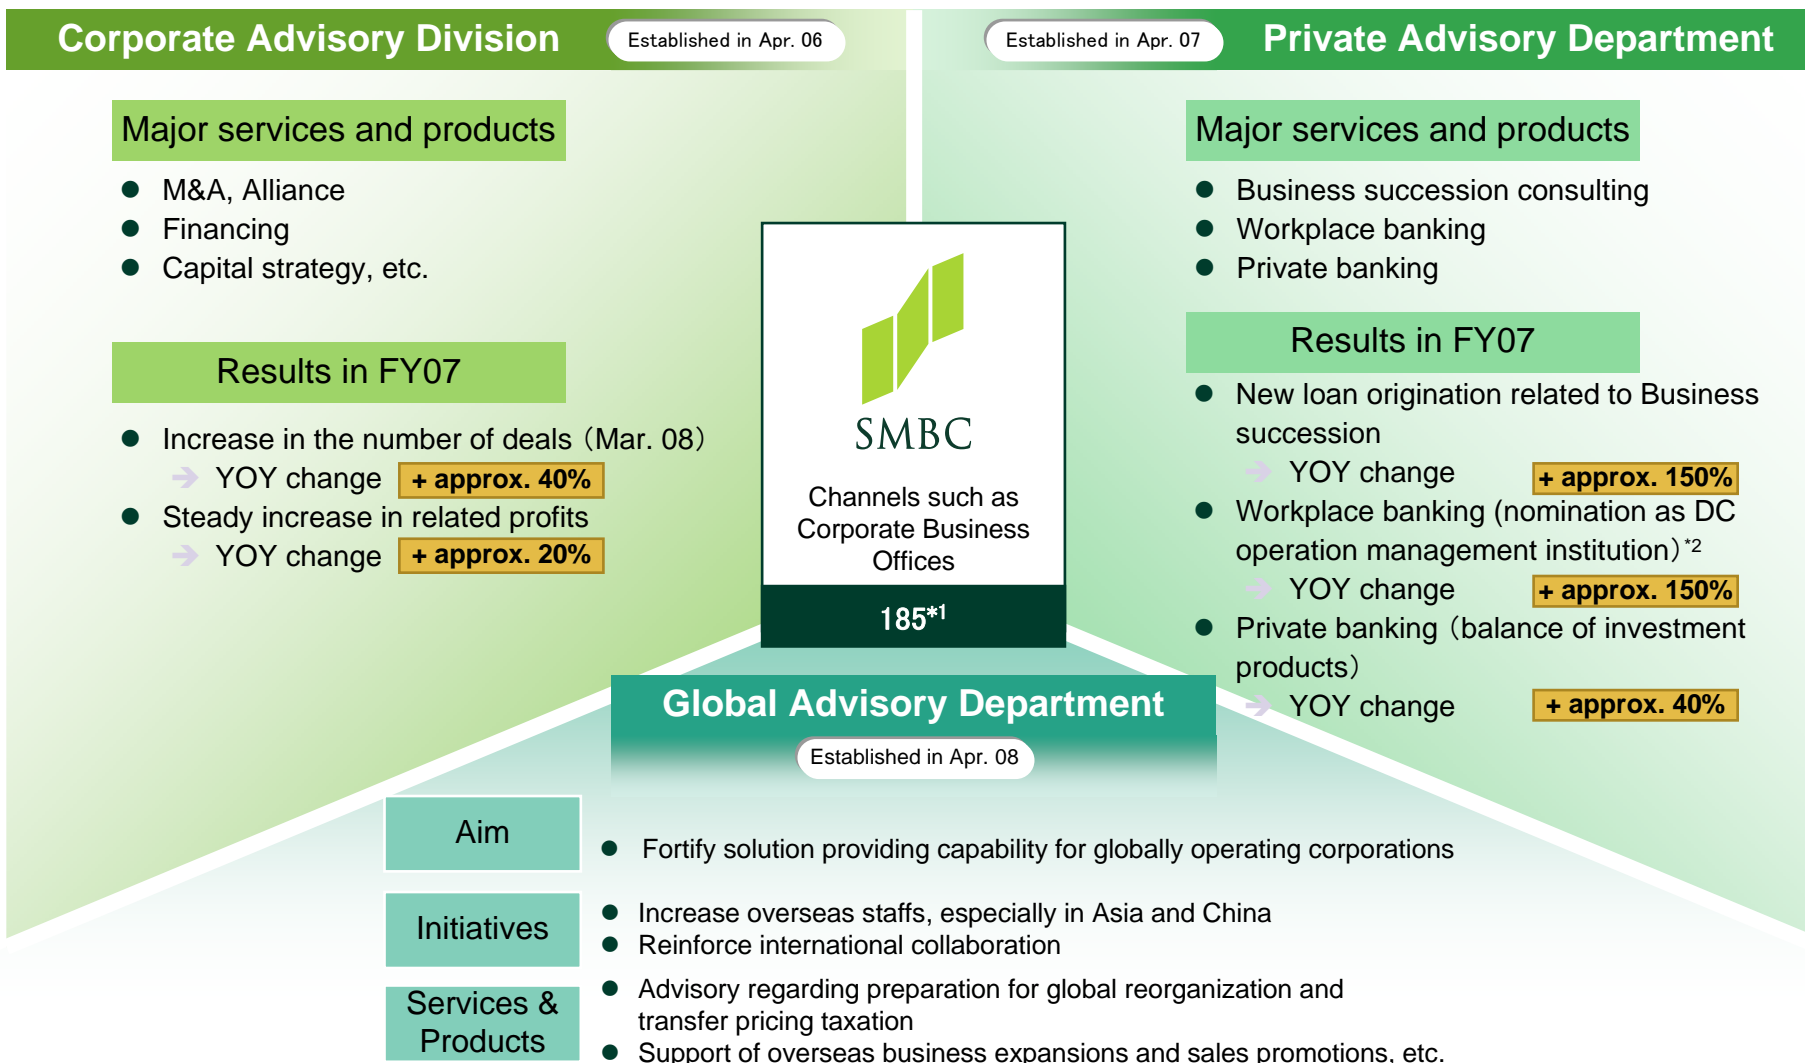 Corporate Advisory Division
Established in Apr. 06
Major services and products
● M&A, Alliance
● Financing
● Capital strategy, etc.
Results in FY07
● Increase in the number of deals（Mar. 08）
➔ YOY change + approx. 40%
● Steady increase in related profits
➔ YOY change + approx. 20%
Established in Apr. 07
Private Advisory Department
Major services and products
● Business succession consulting
● Workplace banking
● Private banking
Results in FY07
● New loan origination related to Business
succession
➔ YOY change + approx. 150%
● Workplace banking (nomination as DC
operation management institution）*2
➔ YOY change + approx. 150%
● Private banking（balance of investment
products）
➔ YOY change + approx. 40%
SMBC
Channels such as
Corporate Business
Offices
185*1
Global Advisory Department
Established in Apr. 08
Aim
● Fortify solution providing capability for globally operating corporations
Initiatives
● Increase overseas staffs, especially in Asia and China
● Reinforce international collaboration
Services &
Products
● Advisory regarding preparation for global reorganization and
transfer pricing taxation
● Support of overseas business expansions and sales promotions, etc.